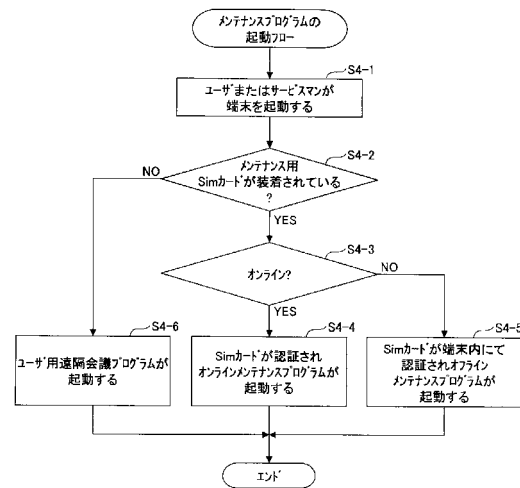 メンテナンスプログラムの
起動フロー
S4-1
ユーザまたはサービスマンが
端末を起動する
S4-2
メンテナンス用
Simカードが装着されている
?
NO
YES
S4-3
オンライン?
NO
YES
S4-6
ユーザ用遠隔会議プログラムが
起動する
S4-4
Simカードが認証され
オンラインメンテナンスプログラムが
起動する
S4-5
Simカードが端末内にて
認証されオフライン
メンテナンスプログラムが
起動する
エンド